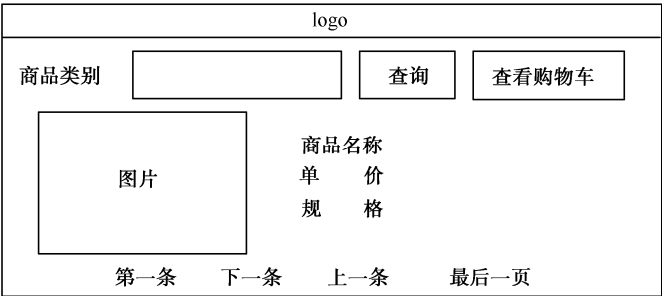 logo
商品类别 查询 查看购物车
商品名称
图片
单 价
规 格
第一条 下一条 上一条 最后一页